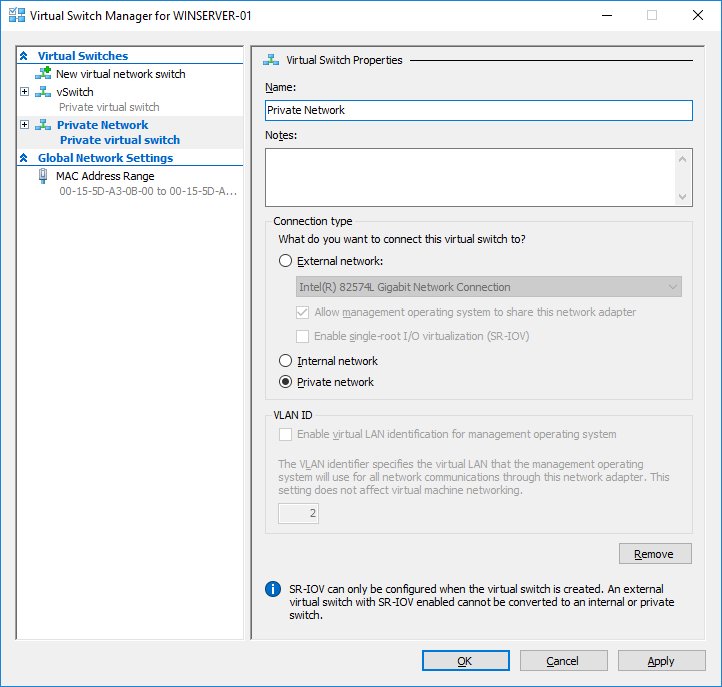 Virtual Switch Manager for WINSERVER-01
Virtual Switches
New virtual network switch
vSwitch
Private virtual switch
Private Network
Private virtual switch
Global Network Settings
MAC Address Range
00-15-5D-A3-0B-00 to 00-15-5D-A...
Virtual Switch Properties
Name:
Private Network
Notes:
Connection type
What do you want to connect this virtual switch to?
External network:
Intel(R) 82574L Gigabit Network Connection
Allow management operating system to share this network adapter
Enable single-root I/O virtualization (SR-IOV)
Internal network
Private network
VLAN ID
Enable virtual LAN identification for management operating system
The VLAN identifier specifies the virtual LAN that the management operating
system will use for all network communications through this network adapter. This
setting does not affect virtual machine networking.
2
Remove
SR-IOV can only be configured when the virtual switch is created. An external
virtual switch with SR-IOV enabled cannot be converted to an internal or private
switch.
OK
Cancel
Apply